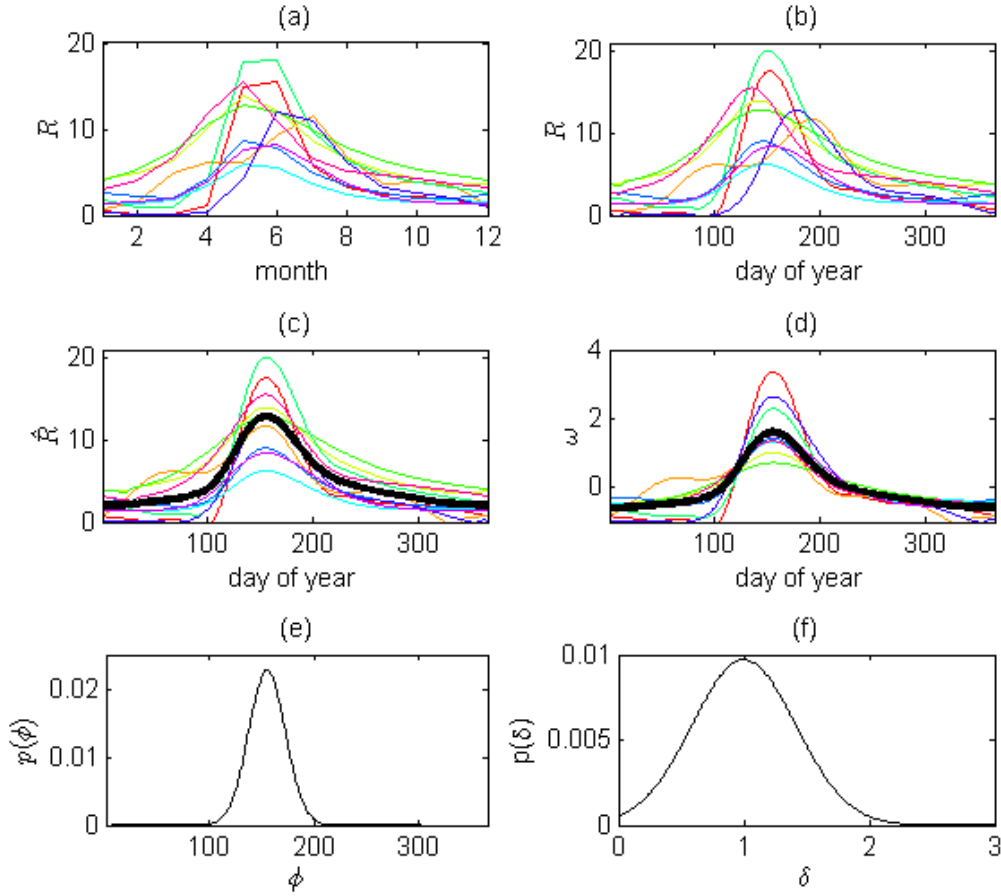 (a)
20
10
0
R
2 4 6 8 10 12
month
(b)
20
10
0
R
100 200 300
day of year
(c)
20
10
0
R̂
100 200 300
day of year
(d)
4
2
0
ω
100 200 300
day of year
(e)
0.02
0.01
0
p(ϕ)
100 200 300
ϕ
(f)
0.01
0.005
0
p(δ)
0 1 2 3
δ